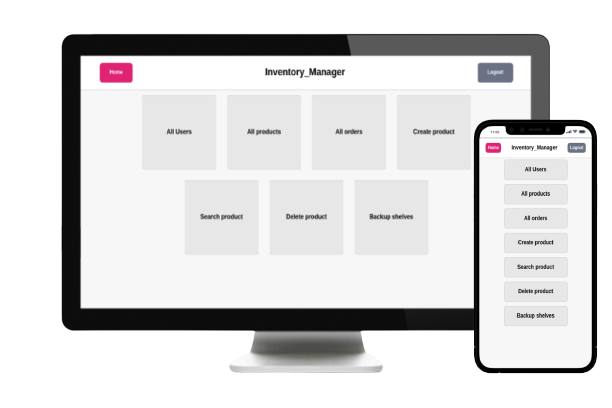 Home
Inventory_Manager
Logout
All Users
All products
All orders
Create product
Search product
Delete product
Backup shelves
Home
Inventory_Manager
Logout
All Users
All products
All orders
Create product
Search product
Delete product
Backup shelves